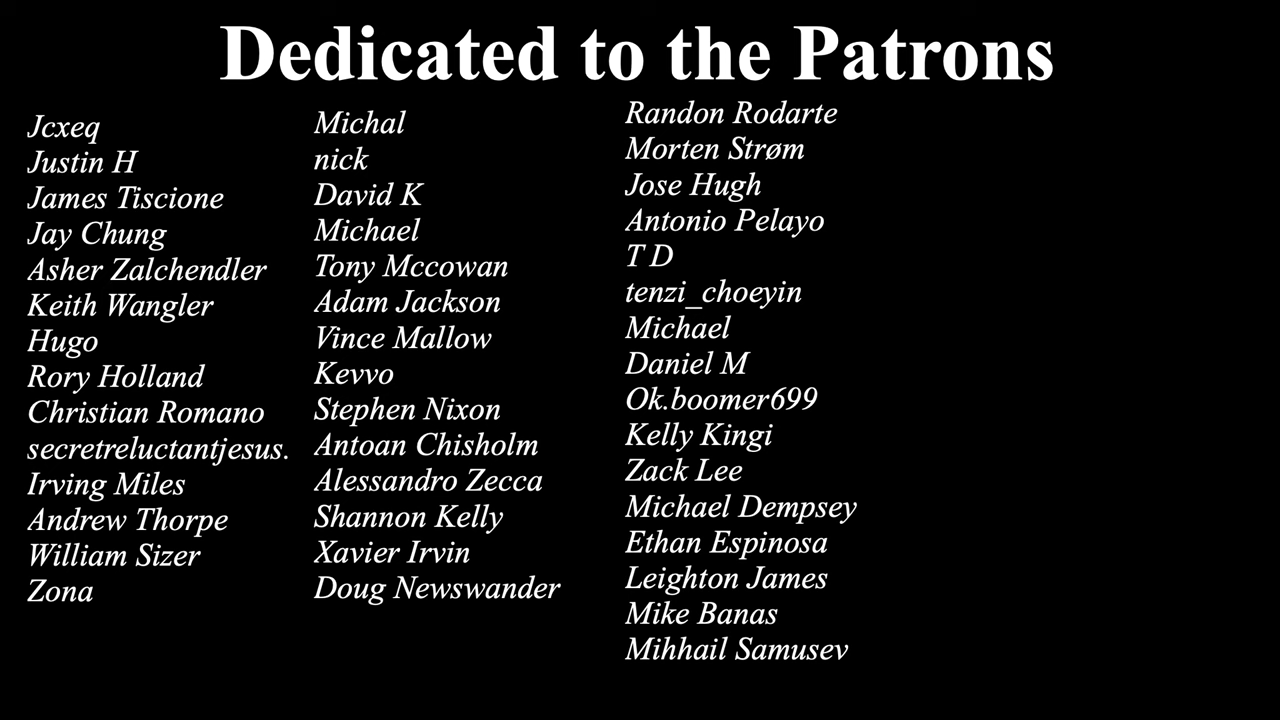 Dedicated to the Patrons
Jcxeq
Justin H
James Tiscione
Jay Chung
Asher Zalchendler
Keith Wangler
Hugo
Rory Holland
Christian Romano
secretreluctantjesus.
Irving Miles
Andrew Thorpe
William Sizer
Zona
Michal
nick
David K
Michael
Tony Mccowan
Adam Jackson
Vince Mallow
Kevvo
Stephen Nixon
Antoan Chisholm
Alessandro Zecca
Shannon Kelly
Xavier Irvin
Doug Newswander
Randon Rodarte
Morten Strøm
Jose Hugh
Antonio Pelayo
T D
tenzi_choeyin
Michael
Daniel M
Ok.boomer699
Kelly Kingi
Zack Lee
Michael Dempsey
Ethan Espinosa
Leighton James
Mike Banas
Mihhail Samusev